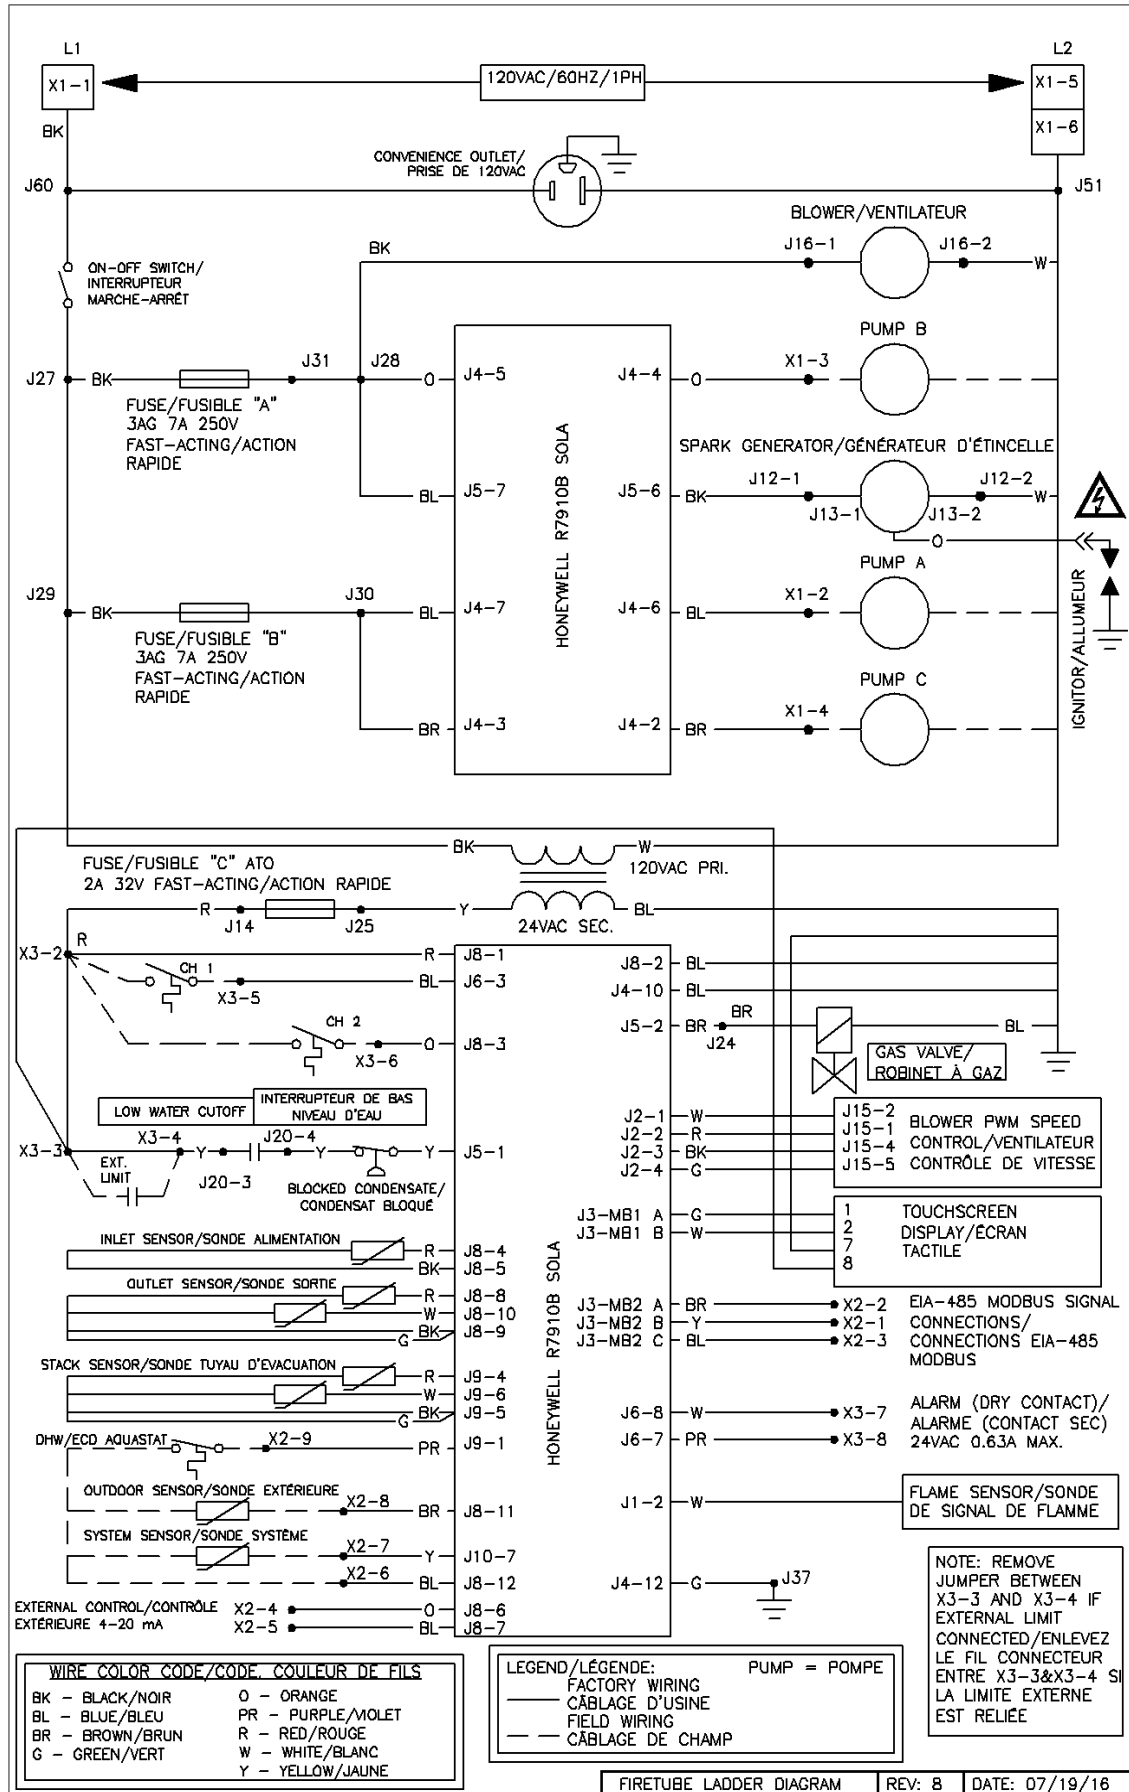 L1
L2
X1-1
120VAC/60HZ/1PH
X1-5
X1-6
BK
CONVENIENCE OUTLET/
PRISE DE 120VAC
J60
J51
BLOWER/VENTILATEUR
BK
J16-1
J16-2
W
ON-OFF SWITCH/
INTERRUPTEUR
MARCHE-ARRÊT
PUMP B
J27
BK
J31
J28
O
J4-5
J4-4
O
X1-3
FUSE/FUSIBLE "A"
3AG 7A 250V
FAST-ACTING/ACTION
RAPIDE
HONEYWELL R7910B SOLA
SPARK GENERATOR/GÉNÉRATEUR D'ÉTINCELLE
BL
J5-7
J5-6
BK
J12-1
J12-2
W
J13-1
J13-2
O
IGNITOR/ALLUMEUR
PUMP A
J29
BK
J30
BL
J4-7
J4-6
BL
X1-2
FUSE/FUSIBLE "B"
3AG 7A 250V
FAST-ACTING/ACTION
RAPIDE
PUMP C
BR
J4-3
J4-2
BR
X1-4
BK
W
120VAC PRI.
FUSE/FUSIBLE "C" ATO
2A 32V FAST-ACTING/ACTION RAPIDE
R
J14
J25
Y
24VAC SEC.
BL
X3-2
R
R
J8-1
CH 1
X3-5
BL
J6-3
CH 2
X3-6
O
J8-3
J8-2
BL
J4-10
BL
J5-2
BR
J24
BR
BL
GAS VALVE/
ROBINET À GAZ
LOW WATER CUTOFF
INTERRUPTEUR DE BAS
NIVEAU D'EAU
X3-3
X3-4
Y
J20-3
J20-4
Y
Y
J5-1
EXT.
LIMIT
BLOCKED CONDENSATE/
CONDENSAT BLOQUÉ
J2-1
W
J2-2
R
J2-3
BK
J2-4
G
J15-2
J15-1
J15-4
J15-5
BLOWER PWM SPEED
CONTROL/VENTILATEUR
CONTRÔLE DE VITESSE
HONEYWELL R7910B SOLA
J3-MB1 A
G
J3-MB1 B
W
1
2
7
8
TOUCHSCREEN
DISPLAY/ÉCRAN
TACTILE
INLET SENSOR/SONDE ALIMENTATION
R
J8-4
BK
J8-5
OUTLET SENSOR/SONDE SORTIE
R
J8-8
W
J8-10
BK
J8-9
G
J3-MB2 A
BR
X2-2
J3-MB2 B
Y
X2-1
J3-MB2 C
BL
X2-3
EIA-485 MODBUS SIGNAL
CONNECTIONS/
CONNECTIONS EIA-485
MODBUS
STACK SENSOR/SONDE TUYAU D'EVACUATION
R
J9-4
W
J9-6
BK
J9-5
G
J6-8
W
X3-7
J6-7
PR
X3-8
ALARM (DRY CONTACT)/
ALARME (CONTACT SEC)
24VAC 0.63A MAX.
DHW/ECD AQUASTAT
X2-9
PR
J9-1
OUTDOOR SENSOR/SONDE EXTÉRIEURE
X2-8
BR
J8-11
J1-2
W
FLAME SENSOR/SONDE
DE SIGNAL DE FLAMME
SYSTEM SENSOR/SONDE SYSTÈME
X2-7
Y
J10-7
X2-6
BL
J8-12
J4-12
G
J37
EXTERNAL CONTROL/CONTRÔLE
EXTÉRIEURE 4-20 mA
X2-4
O
J8-6
X2-5
BL
J8-7
NOTE: REMOVE
JUMPER BETWEEN
X3-3 AND X3-4 IF
EXTERNAL LIMIT
CONNECTED/ENLEVEZ
LE FIL CONNECTEUR
ENTRE X3-3&X3-4 SI
LA LIMITE EXTERNE
EST RELIÉE
WIRE COLOR CODE/CODE, COULEUR DE FILS
BK - BLACK/NOIR
BL - BLUE/BLEU
BR - BROWN/BRUN
G - GREEN/VERT
O - ORANGE
PR - PURPLE/VIOLET
R - RED/ROUGE
W - WHITE/BLANC
Y - YELLOW/JAUNE
LEGEND/LÉGENDE: PUMP = POMPE
FACTORY WIRING
CÂBLAGE D'USINE
FIELD WIRING
CÂBLAGE DE CHAMP
FIRETUBE LADDER DIAGRAM REV: 8 DATE: 07/19/16